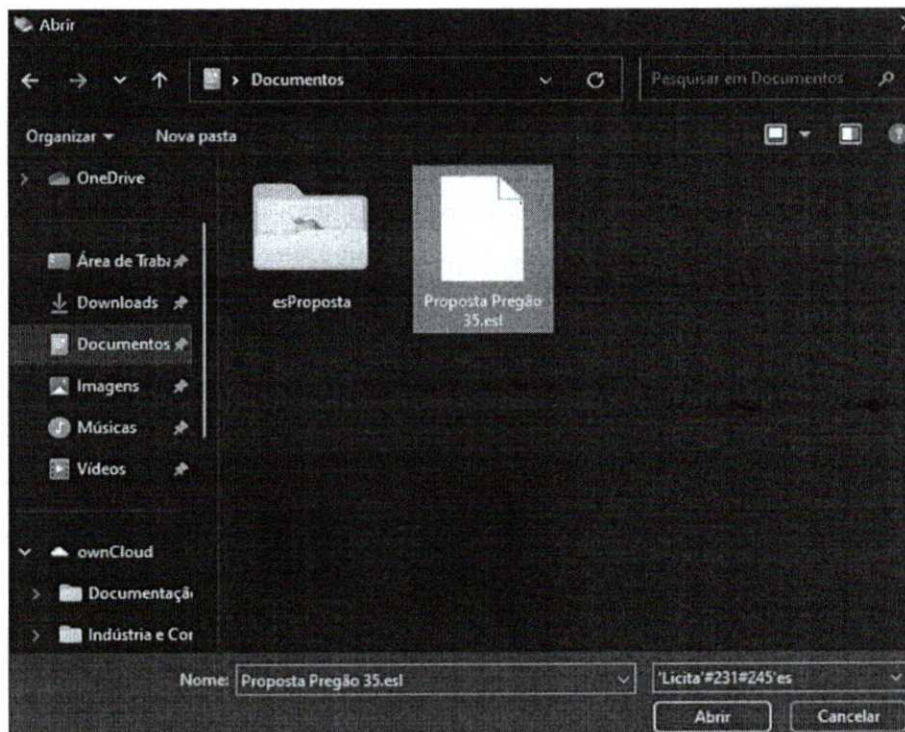 Abrir
Documentos
Pesquisar em Documentos
Organizar
Nova pasta
OneDrive
Área de Traba
Downloads
Documentos
Imagens
Músicas
Vídeos
ownCloud
Documentaçã
Indústria e Cor
esProposta
Proposta Pregão
35.esl
Nome: Proposta Pregão 35.esl
'Licita'#231#245'es
Abrir
Cancelar